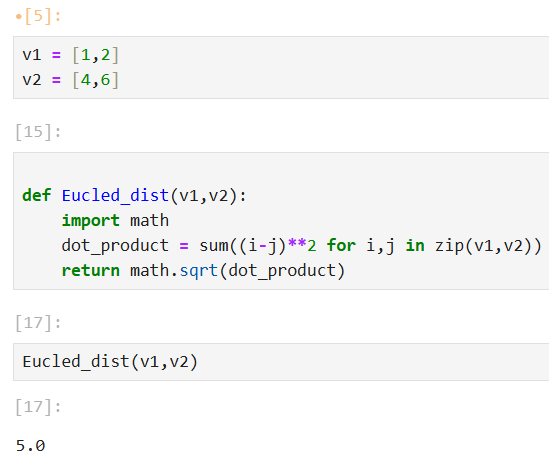 •[5]:
v1 = [1,2]
v2 = [4,6]
[15]:
def Eucled_dist(v1,v2):
    import math
    dot_product = sum((i-j)**2 for i,j in zip(v1,v2))
    return math.sqrt(dot_product)
[17]:
Eucled_dist(v1,v2)
[17]:
5.0